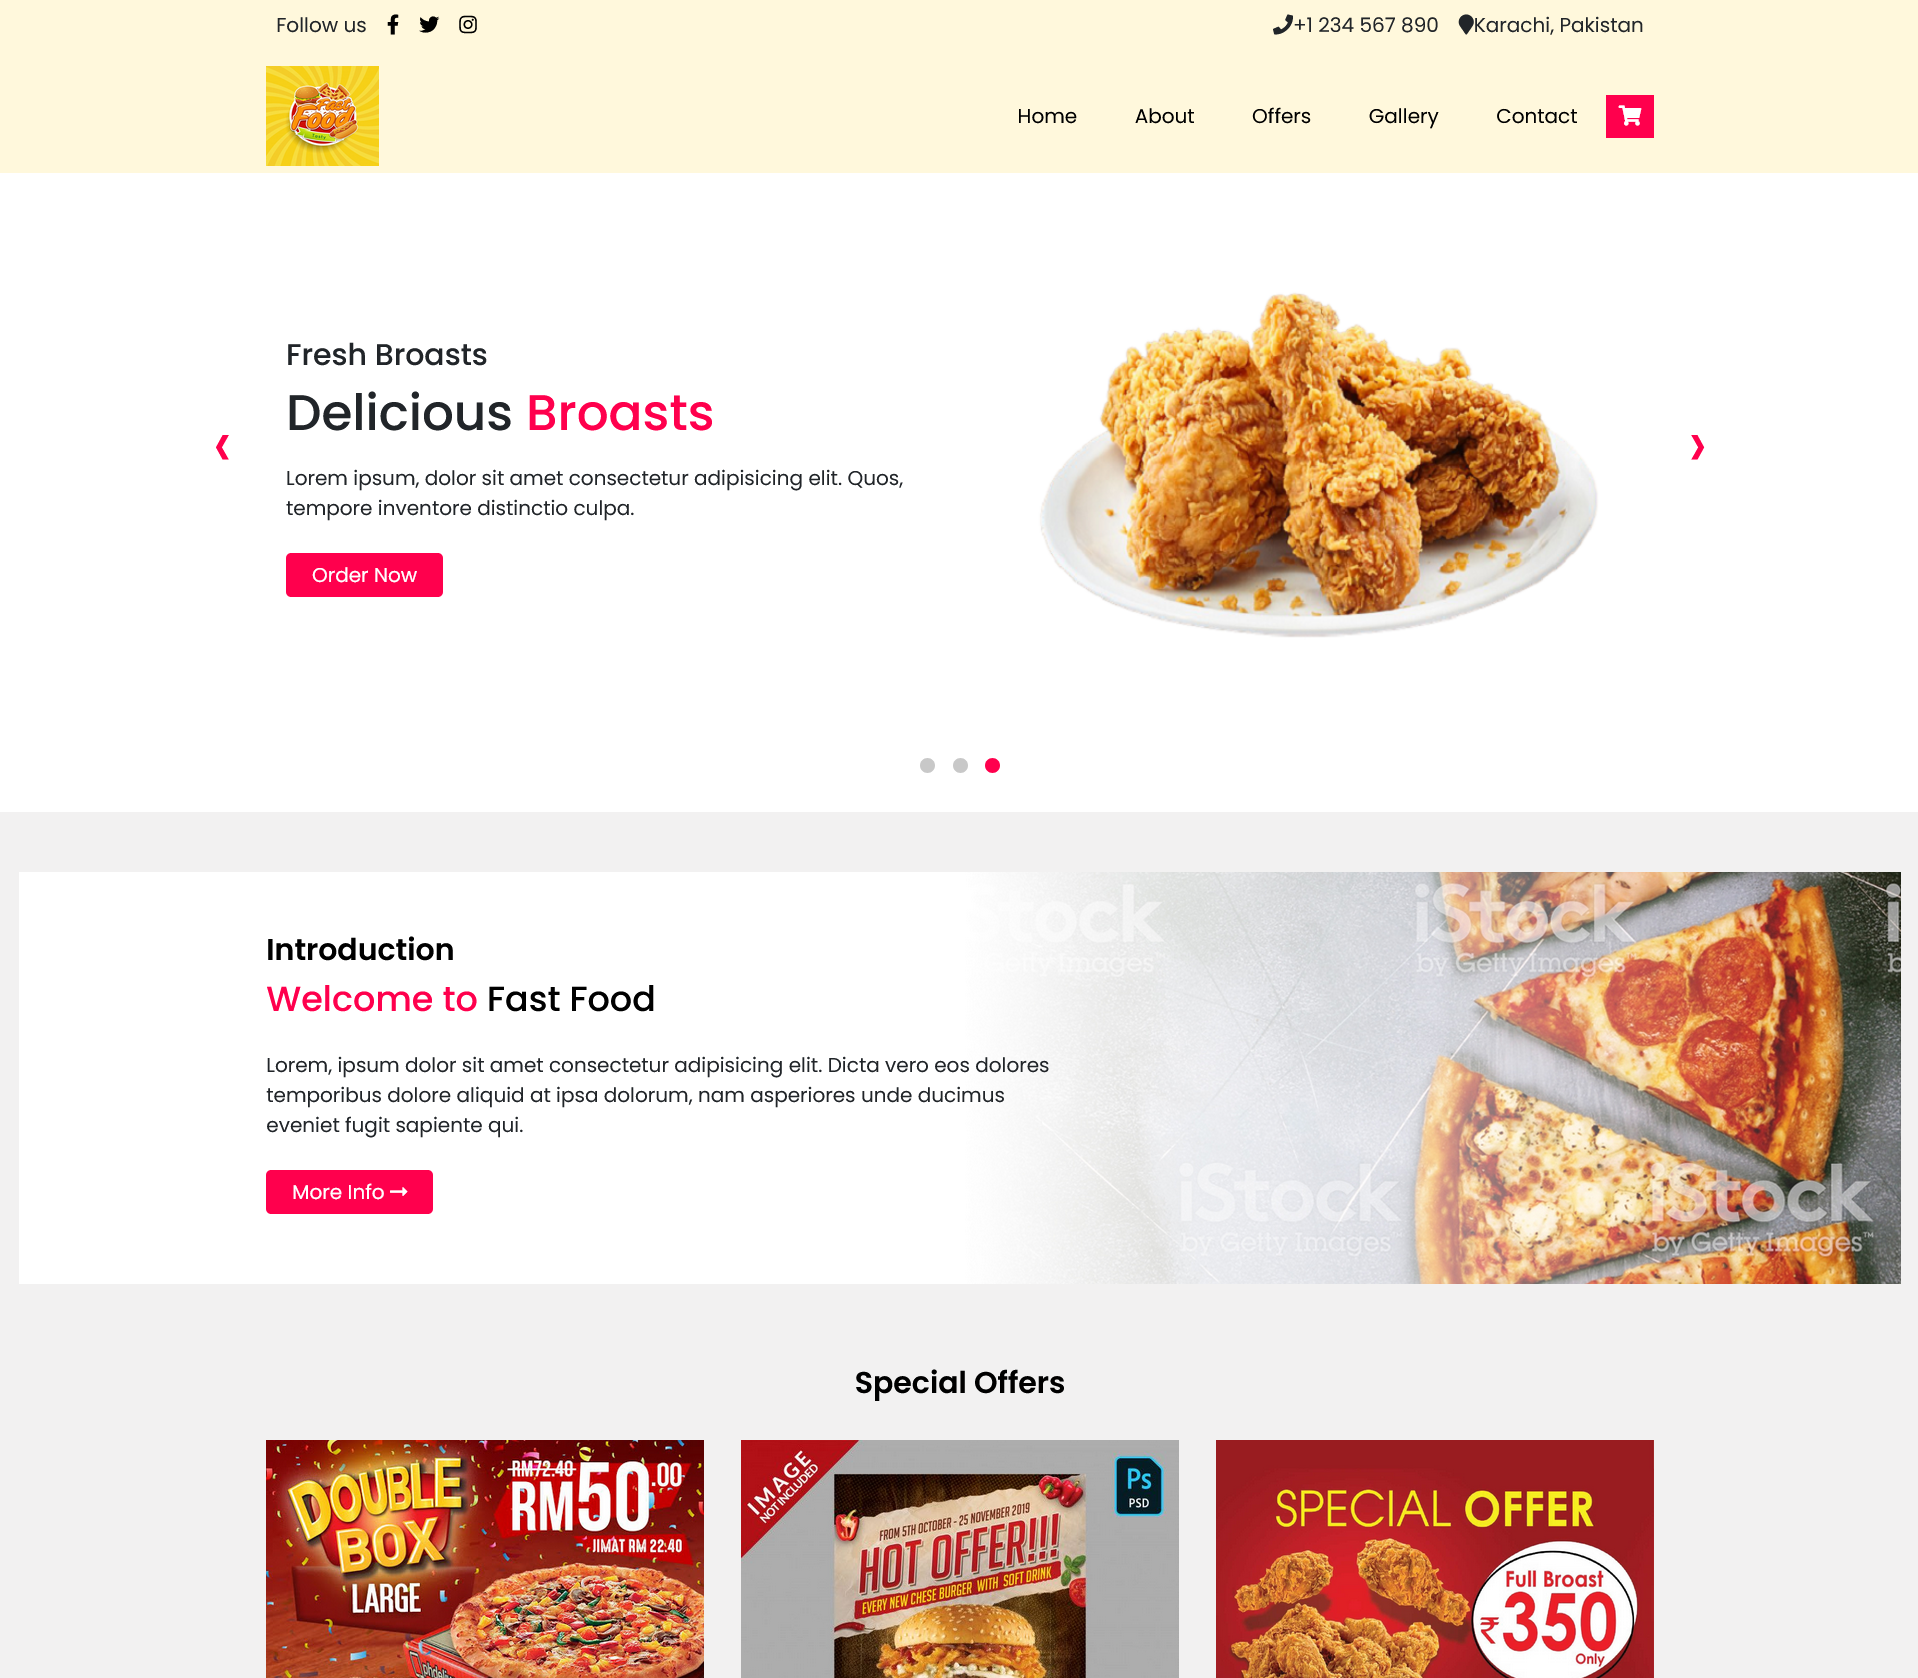 Follow us
+1 234 567 890
Karachi, Pakistan
Fast
Food
Home
About
Offers
Gallery
Contact
Fresh Broasts
Delicious Broasts
Lorem ipsum, dolor sit amet consectetur adipisicing elit. Quos,
tempore inventore distinctio culpa.
Order Now
Introduction
Welcome to Fast Food
Lorem, ipsum dolor sit amet consectetur adipisicing elit. Dicta vero eos dolores
temporibus dolore aliquid at ipsa dolorum, nam asperiores unde ducimus
eveniet fugit sapiente qui.
More Info
iStock
by Getty Images
iStock
by Getty Images
iStock
by Getty Images
iStock
by Getty Images™
Special Offers
DOUBLE
BOX
LARGE
RM72.40
RM50.00
JIMAT RM 22:40
IMAGE
NOT INCLUDED
Ps
PSD
FROM 5TH OCTOBER - 25 NOVEMBER 2019
HOT OFFER!!!
EVERY NEW CHESE BURGER WITH SOFT DRINK
SPECIAL OFFER
Full Broast
₹350
Only